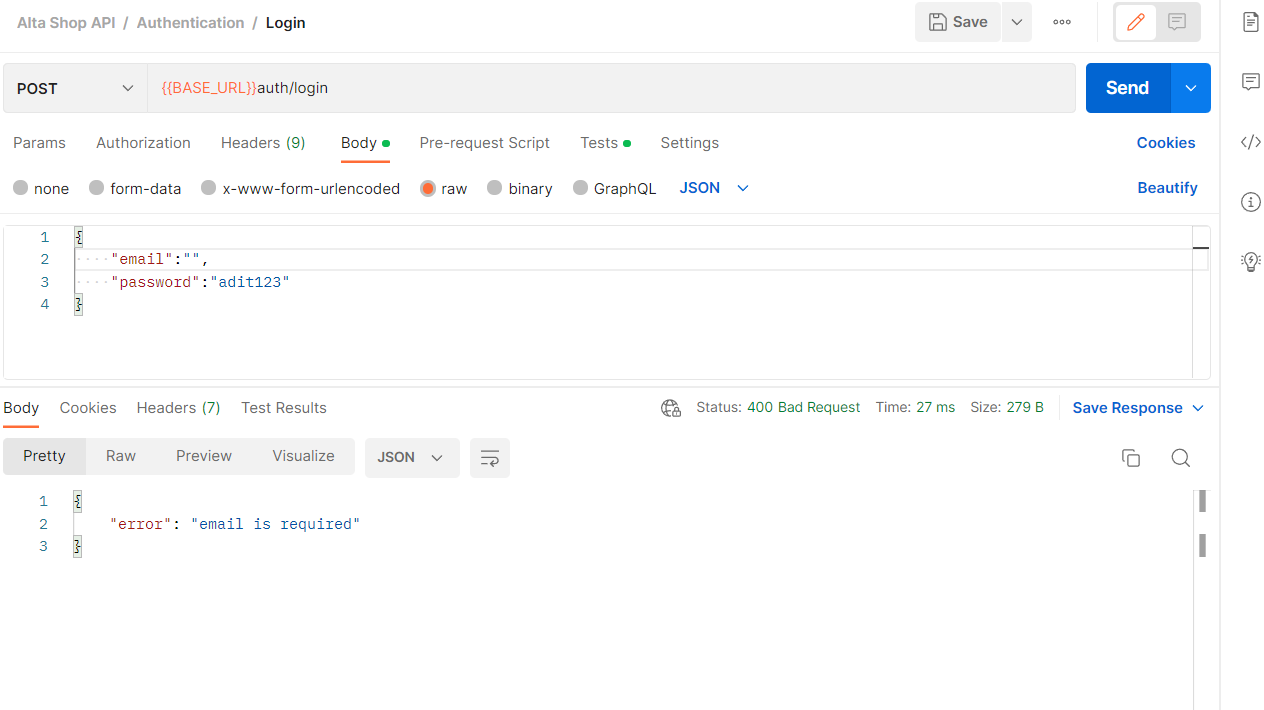 Alta Shop API / Authentication / Login
Save
POST
{{BASE_URL}}auth/login
Send
Params Authorization Headers (9) Body Pre-request Script Tests Settings Cookies
none form-data x-www-form-urlencoded raw binary GraphQL JSON Beautify
1 {
2 "email":"",
3 "password":"adit123"
4 }
Body Cookies Headers (7) Test Results Status: 400 Bad Request Time: 27 ms Size: 279 B Save Response
Pretty Raw Preview Visualize JSON
1 {
2 "error": "email is required"
3 }